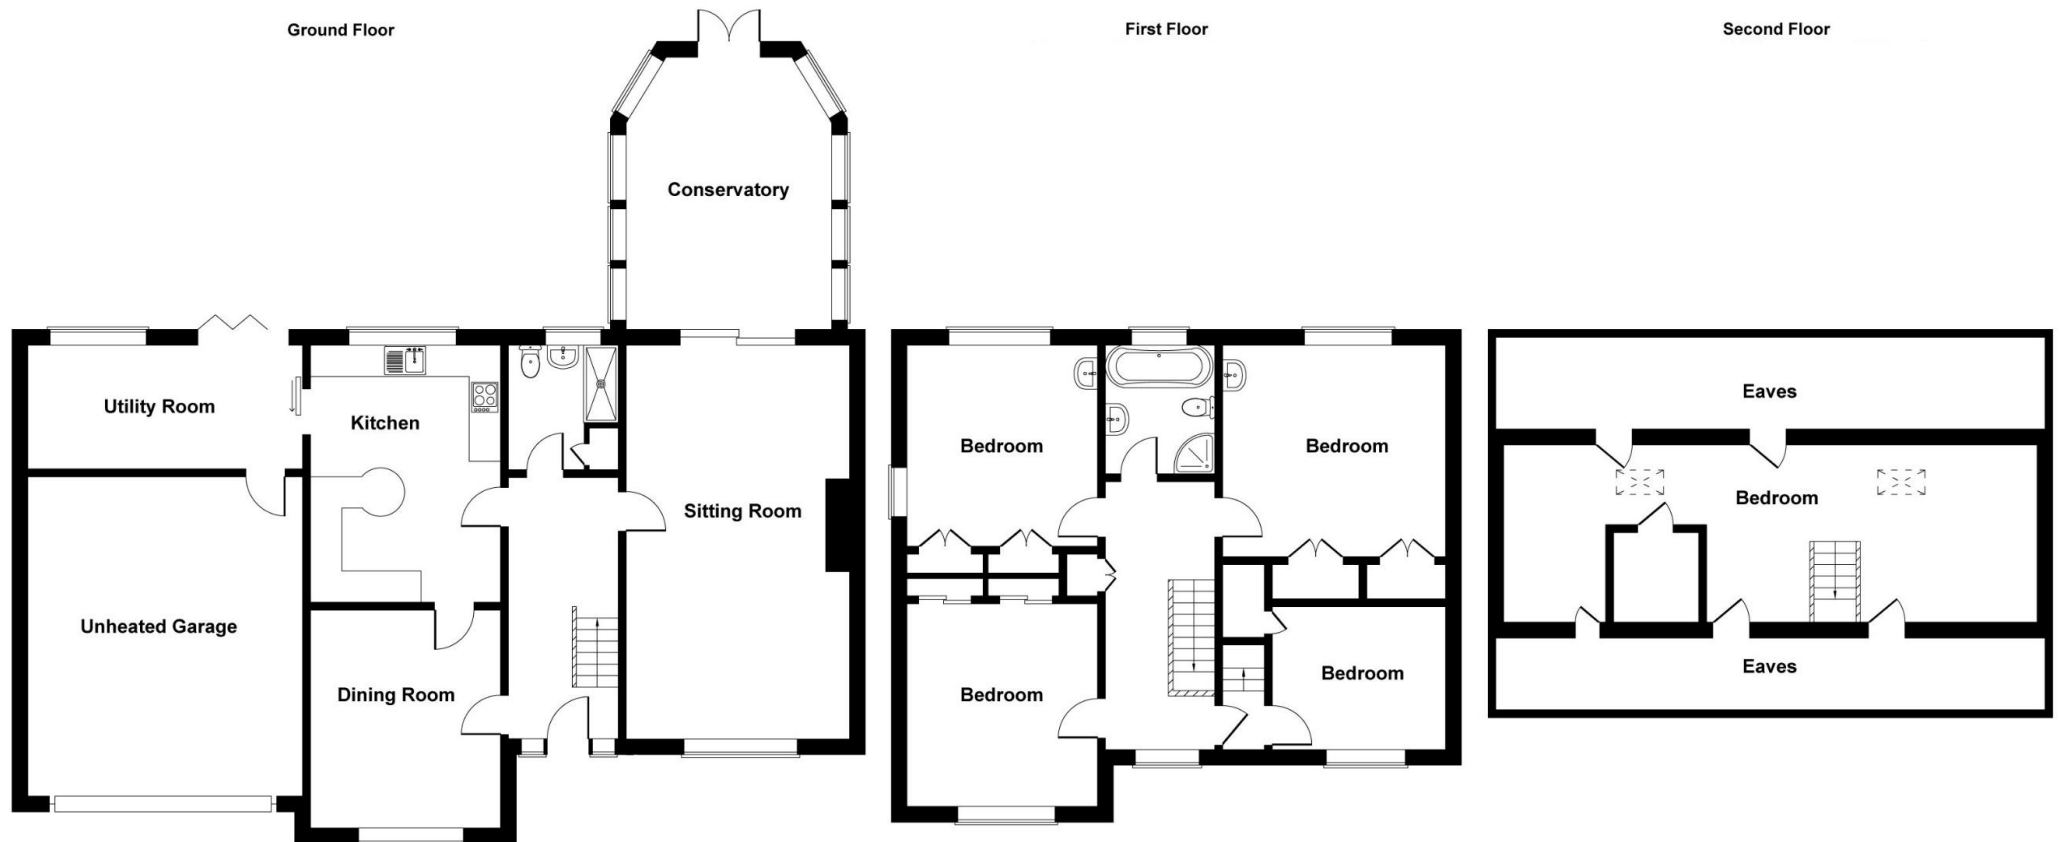 Ground Floor
First Floor
Second Floor
Conservatory
Utility Room
Kitchen
Sitting Room
Unheated Garage
Dining Room
Bedroom
Bedroom
Bedroom
Bedroom
Eaves
Bedroom
Eaves